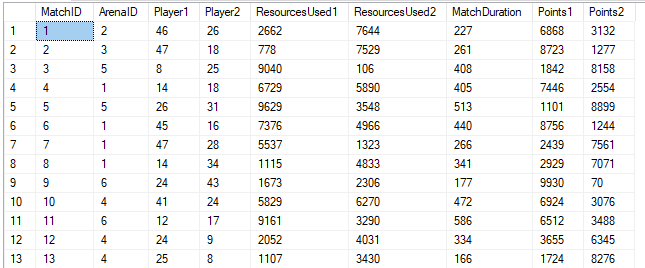 MatchID ArenaID Player1 Player2 ResourcesUsed1 ResourcesUsed2 MatchDuration Points1 Points2
1 1 2 46 26 2662 7644 227 6868 3132
2 2 3 47 18 778 7529 261 8723 1277
3 3 5 8 25 9040 106 408 1842 8158
4 4 1 14 18 6729 5890 405 7446 2554
5 5 5 26 31 9629 3548 513 1101 8899
6 6 1 45 16 7376 4966 440 8756 1244
7 7 1 47 28 5537 1323 266 2439 7561
8 8 1 14 34 1115 4833 341 2929 7071
9 9 6 24 43 1673 2306 177 9930 70
10 10 4 41 24 5829 6270 472 6924 3076
11 11 6 12 17 9161 3290 586 6512 3488
12 12 4 24 9 2052 4031 334 3655 6345
13 13 4 25 8 1107 3430 166 1724 8276